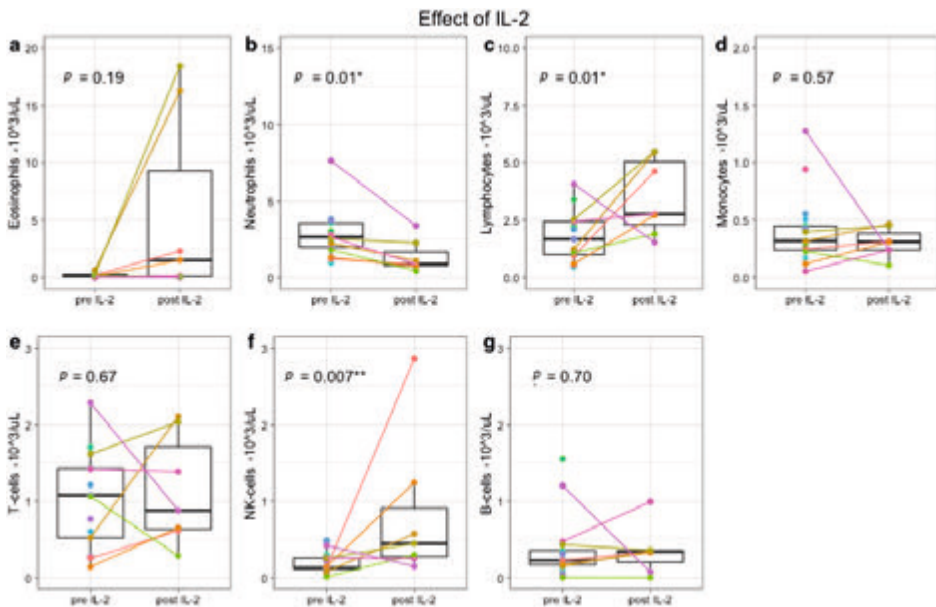 Effect of IL-2
a
Eosinophils *10^3/uL
20
15
10
5
0
p = 0.19
pre IL-2
post IL-2
b
Neutrophils *10^3/uL
15
10
5
0
p = 0.01*
pre IL-2
post IL-2
c
Lymphocytes *10^3/uL
10.0
7.5
5.0
2.5
0.0
p = 0.01*
pre IL-2
post IL-2
d
Monocytes *10^3/uL
2.0
1.5
1.0
0.5
0.0
p = 0.57
pre IL-2
post IL-2
e
T-cells *10^3/uL
3
2
1
0
p = 0.67
pre IL-2
post IL-2
f
NK-cells *10^3/uL
3
2
1
0
p = 0.007**
pre IL-2
post IL-2
g
B-cells *10^3/uL
3
2
1
0
p = 0.70
pre IL-2
post IL-2